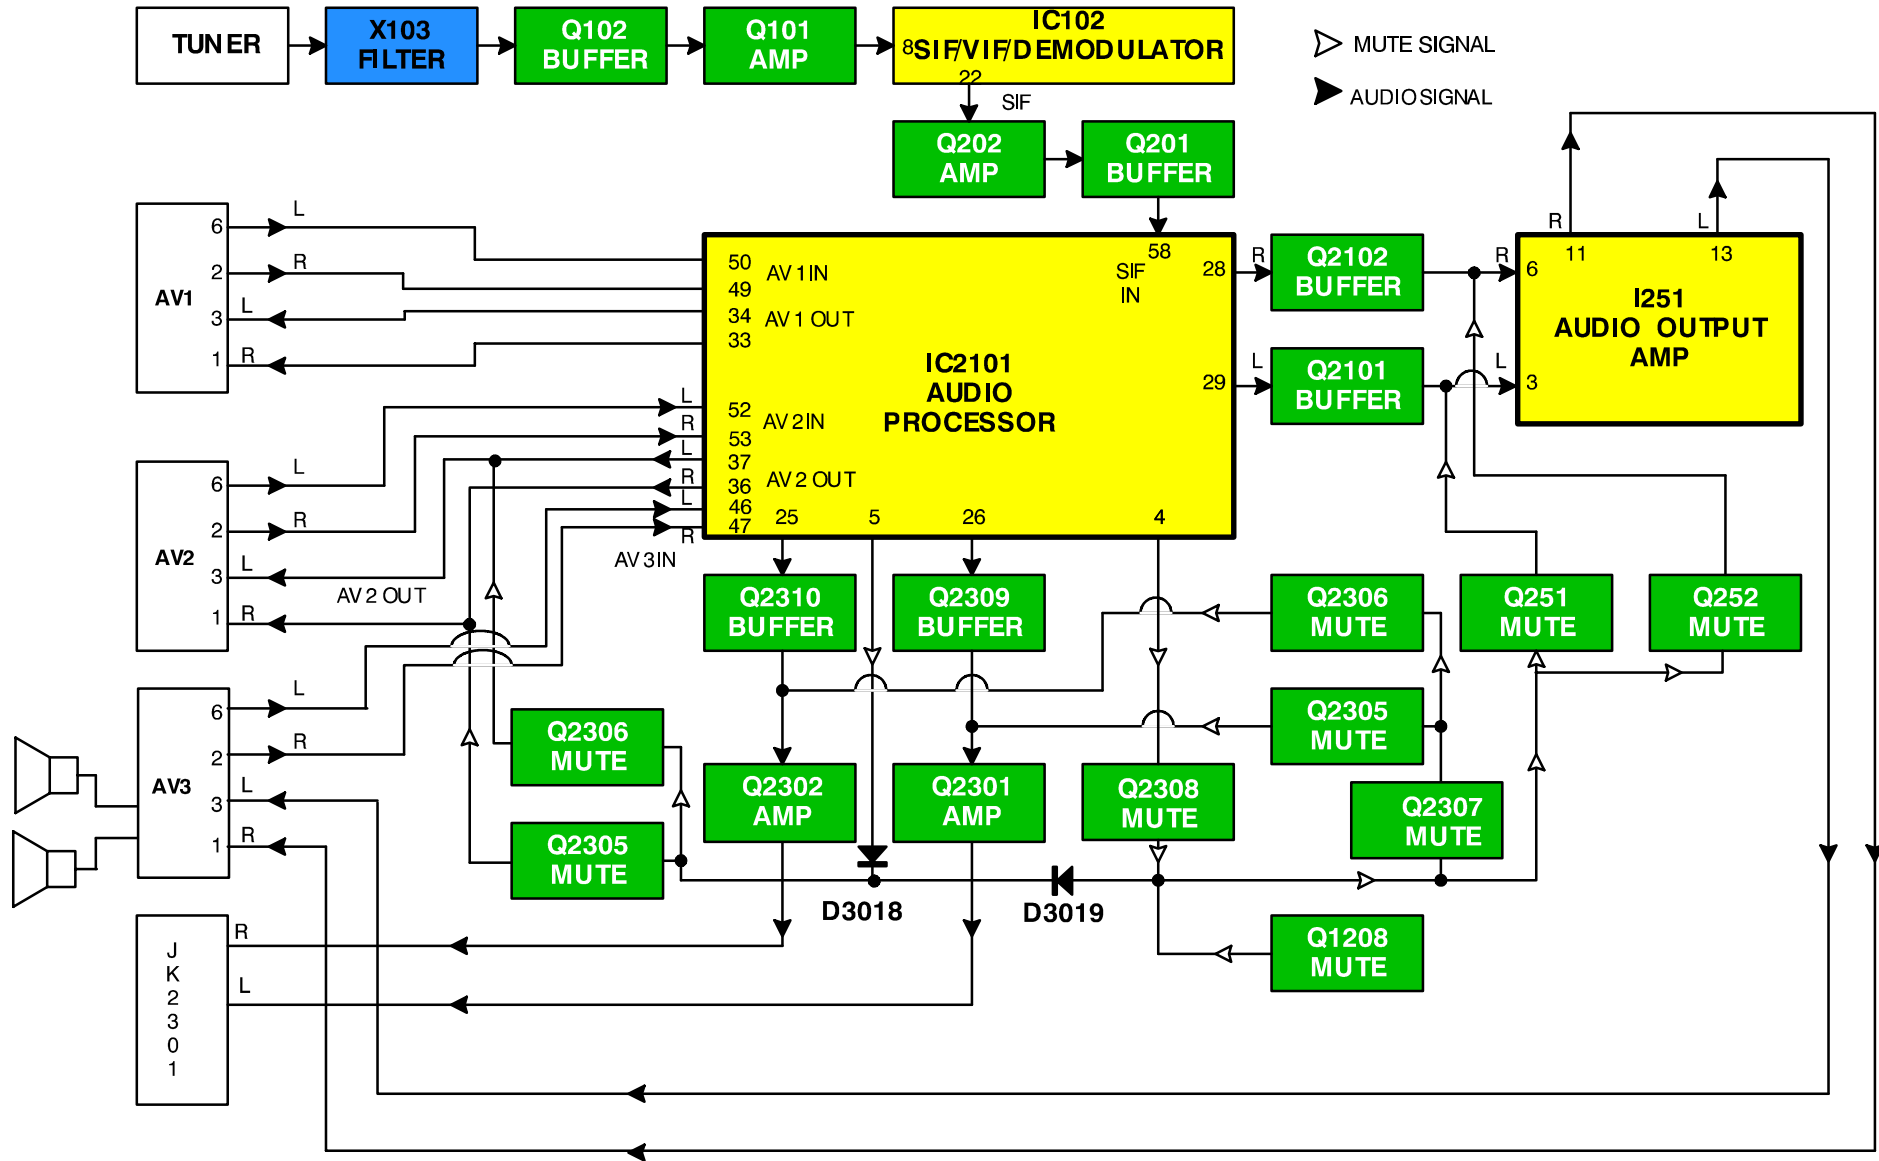 TUNER
X103
FILTER
Q102
BUFFER
Q101
AMP
IC102
8 SIF/VIF/DEMODULATOR
22
SIF
MUTE SIGNAL
AUDIO SIGNAL
Q202
AMP
Q201
BUFFER
AV1
6 L
2 R
3 L
1 R
50
AV 1 IN
49
34
AV 1 OUT
33
58
SIF
IN
28 R
29 L
IC2101
AUDIO
PROCESSOR
L 52
AV 2 IN
R 53
L 37
R 36
AV 2 OUT
L 46
R 47
AV 3 IN
25
5
26
4
Q2102
BUFFER
Q2101
BUFFER
R 6
L 3
R 11
L 13
I251
AUDIO OUTPUT
AMP
AV2
6 L
2 R
3 L
1 R
AV 2 OUT
Q2310
BUFFER
Q2309
BUFFER
Q2306
MUTE
Q251
MUTE
Q252
MUTE
AV3
6 L
2 R
3 L
1 R
Q2306
MUTE
Q2305
MUTE
Q2302
AMP
Q2301
AMP
Q2308
MUTE
Q2305
MUTE
Q2307
MUTE
D3018
D3019
Q1208
MUTE
J
K
2
3
0
1
R
L